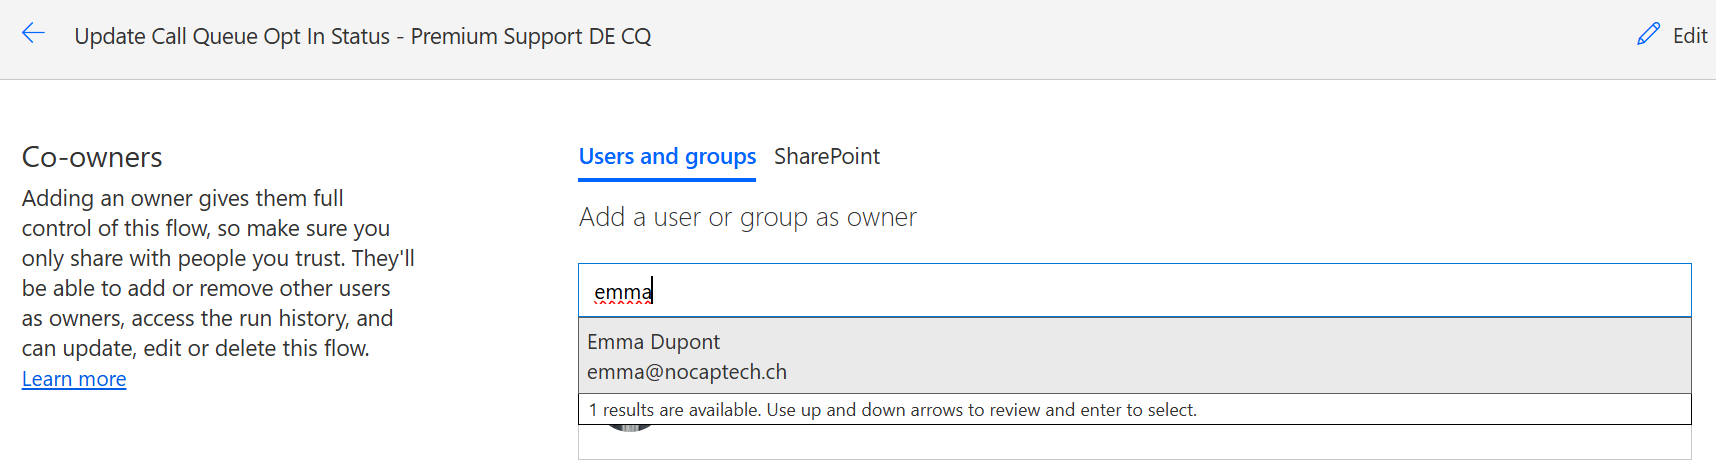 Update Call Queue Opt In Status - Premium Support DE CQ
Edit
Co-owners
Adding an owner gives them full
control of this flow, so make sure you
only share with people you trust. They'll
be able to add or remove other users
as owners, access the run history, and
can update, edit or delete this flow.
Learn more
Users and groups
SharePoint
Add a user or group as owner
emma
Emma Dupont
emma@nocaptech.ch
1 results are available. Use up and down arrows to review and enter to select.